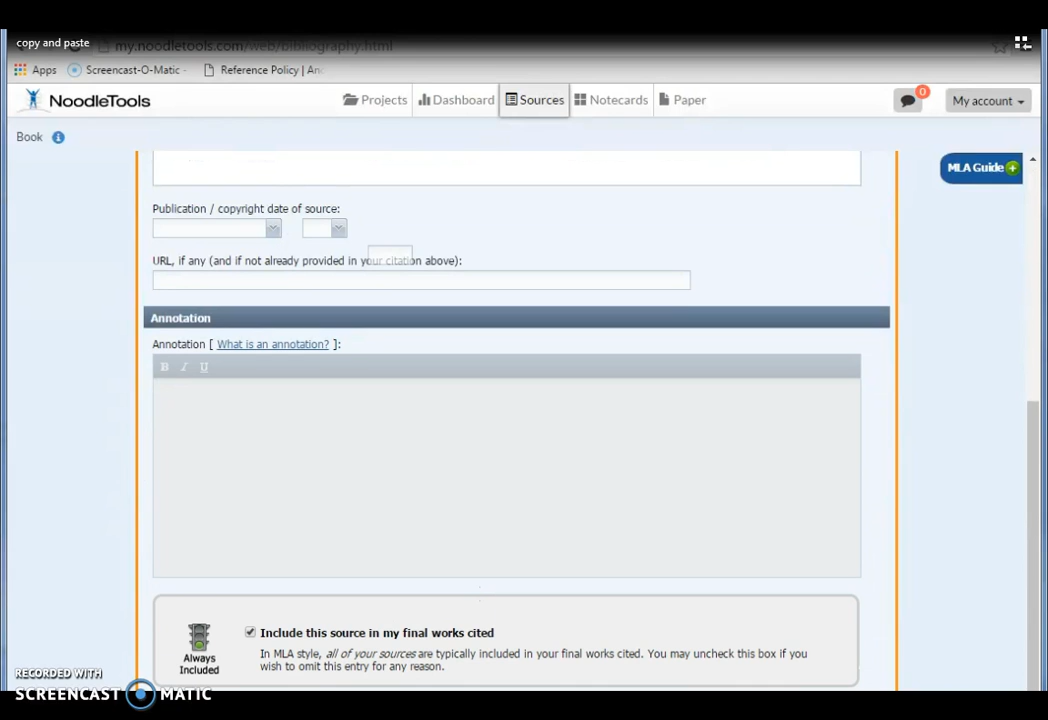 copy and paste
my.noodletools.com/web/bibliography.html
Apps Screencast-O-Matic - Reference Policy | An
NoodleTools Projects Dashboard Sources Notecards Paper 0 My account
Book
MLA Guide
Publication / copyright date of source:
URL, if any (and if not already provided in your citation above):
Annotation
Annotation [ What is an annotation? ]:
B I U
Include this source in my final works cited
Always Included
In MLA style, all of your sources are typically included in your final works cited. You may uncheck this box if you
wish to omit this entry for any reason.
RECORDED WITH
SCREENCAST MATIC